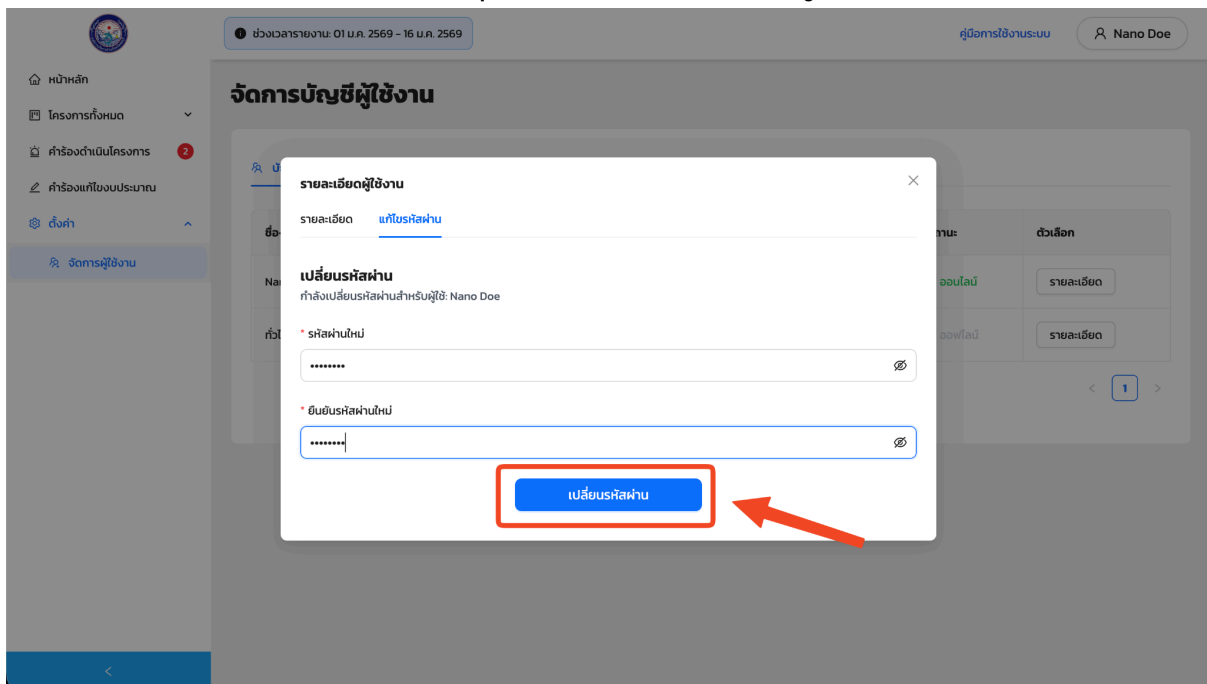 ช่วงเวลารายงาน: 01 ม.ค. 2569 - 16 ม.ค. 2569
คู่มือการใช้งานระบบ
Nano Doe
หน้าหลัก
โครงการทั้งหมด
คำร้องดำเนินโครงการ 2
คำร้องแก้ไขงบประมาณ
ตั้งค่า
จัดการผู้ใช้งาน
จัดการบัญชีผู้ใช้งาน
รายละเอียดผู้ใช้งาน
รายละเอียด แก้ไขรหัสผ่าน
เปลี่ยนรหัสผ่าน
กำลังเปลี่ยนรหัสผ่านสำหรับผู้ใช้: Nano Doe
* รหัสผ่านใหม่
••••••••
* ยืนยันรหัสผ่านใหม่
••••••••
เปลี่ยนรหัสผ่าน
ตัวเลือก
ออนไลน์ รายละเอียด
ออฟไลน์ รายละเอียด
< 1 >
<